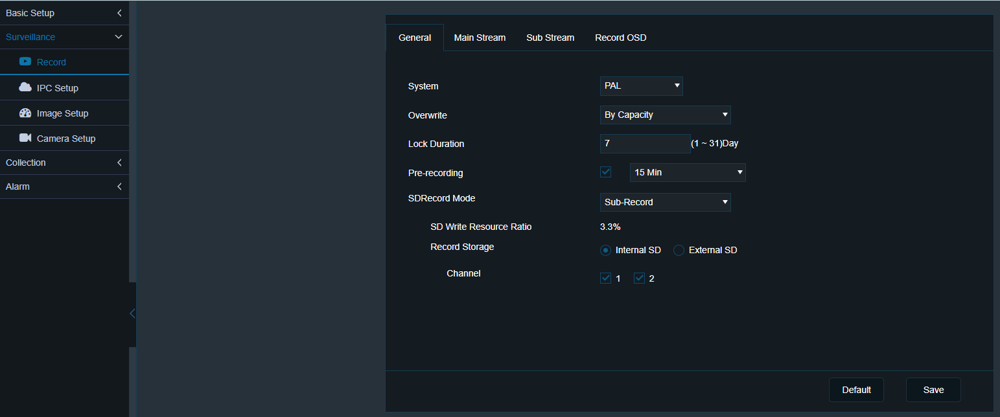 Basic Setup
Surveillance
Record
IPC Setup
Image Setup
Camera Setup
Collection
Alarm
General Main Stream Sub Stream Record OSD
System PAL
Overwrite By Capacity
Lock Duration 7 (1 ~ 31)Day
Pre-recording 15 Min
SDRecord Mode Sub-Record
SD Write Resource Ratio 3.3%
Record Storage Internal SD External SD
Channel 1 2
Default Save